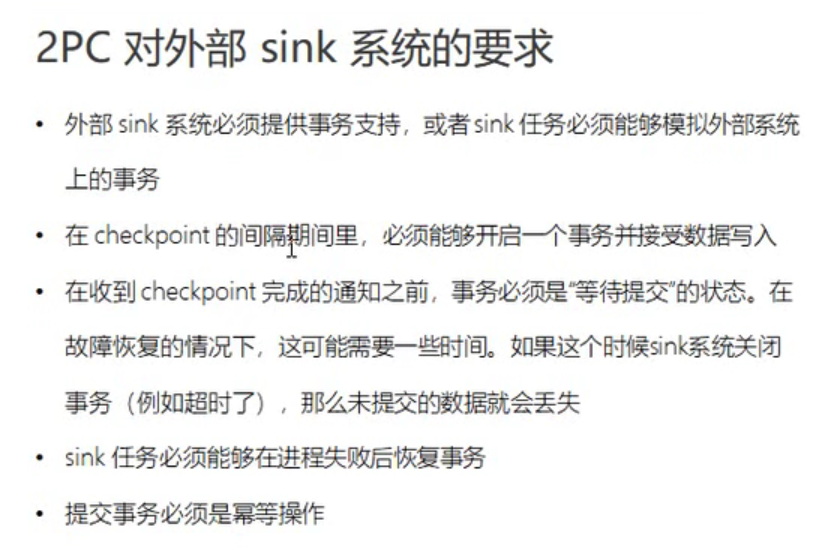 2PC 对外部 sink 系统的要求
• 外部 sink 系统必须提供事务支持，或者sink 任务必须能够模拟外部系统
上的事务
• 在 checkpoint 的间隔期间里，必须能够开启一个事务并接受数据写入
• 在收到 checkpoint 完成的通知之前，事务必须是“等待提交”的状态。在
故障恢复的情况下，这可能需要一些时间。如果这个时候sink系统关闭
事务（例如超时了），那么未提交的数据就会丢失
• sink 任务必须能够在进程失败后恢复事务
• 提交事务必须是幂等操作